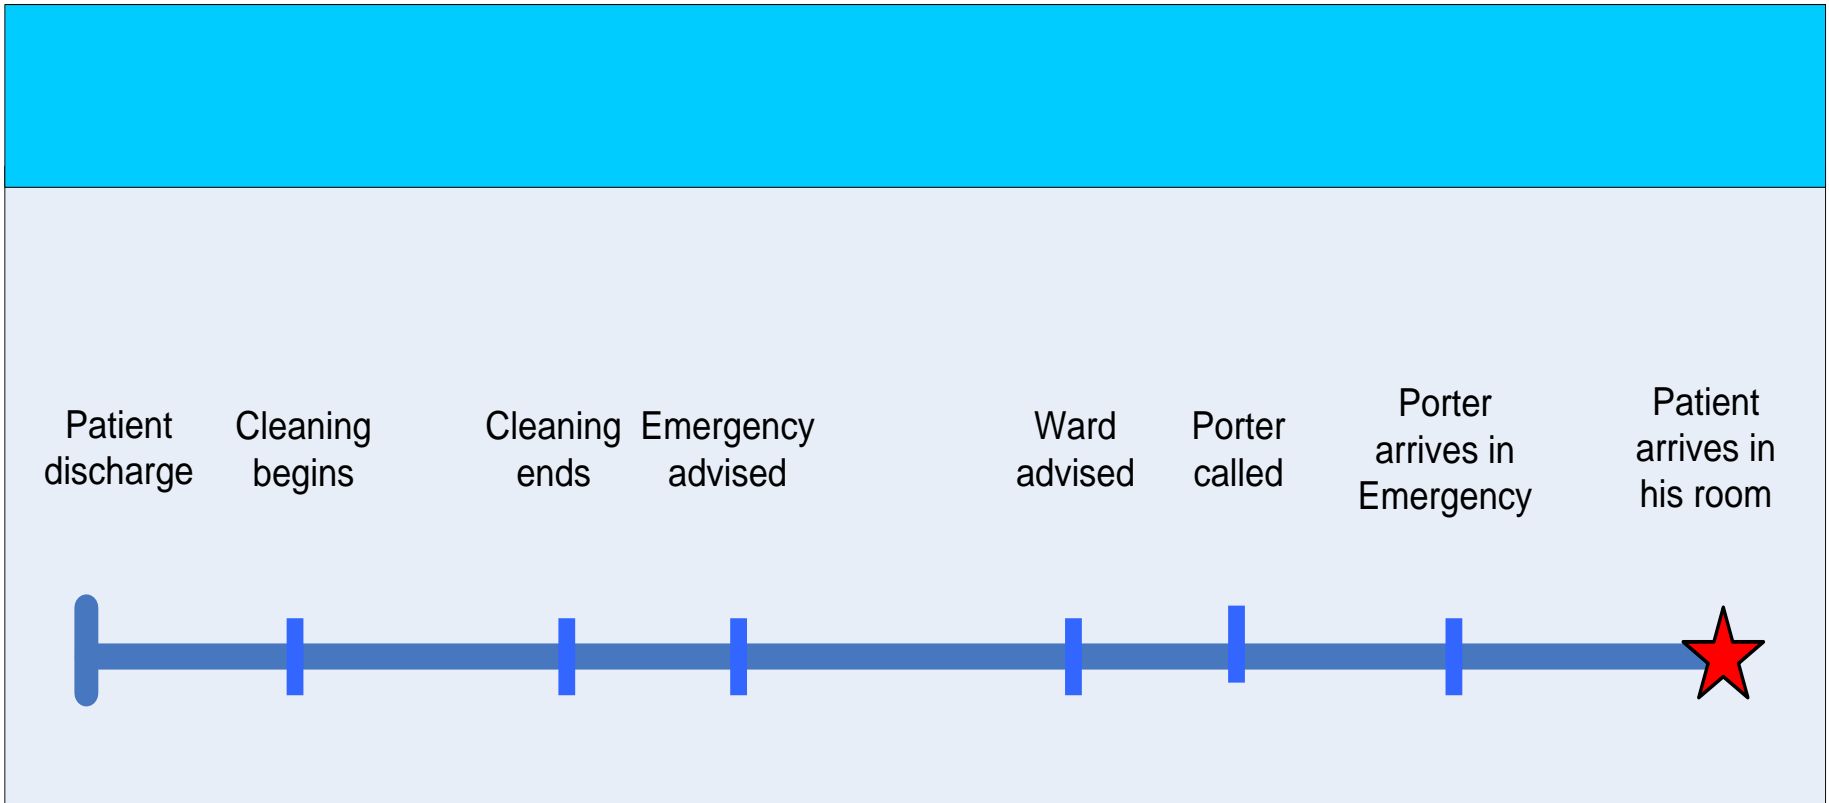 Patient
discharge
Cleaning
begins
Cleaning
ends
Emergency
advised
Ward
advised
Porter
called
Porter
arrives in
Emergency
Patient
arrives in
his room